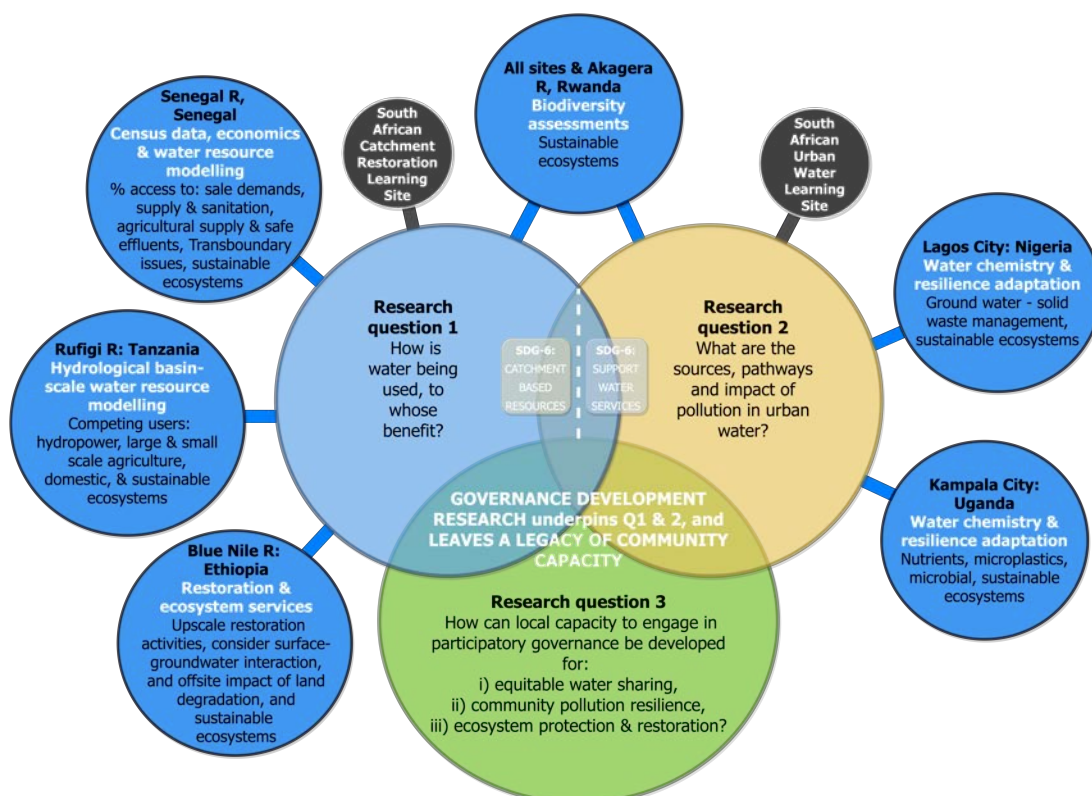 Senegal R,
Senegal
Census data, economics
& water resource
modelling
% access to: sale demands,
supply & sanitation,
agricultural supply & safe
effluents, Transboundary
issues, sustainable
ecosystems
South
African
Catchment
Restoration
Learning
Site
All sites & Akagera
R, Rwanda
Biodiversity
assessments
Sustainable
ecosystems
South
African
Urban
Water
Learning
Site
Lagos City: Nigeria
Water chemistry &
resilience adaptation
Ground water - solid
waste management,
sustainable ecosystems
Research
question 1
How is
water being
used, to
whose
benefit?
SDG-6:
CATCHMENT
BASED
RESOURCES
SDG-6:
SUPPORT
WATER
SERVICES
Research
question 2
What are the
sources, pathways
and impact of
pollution in urban
water?
Rufigi R: Tanzania
Hydrological basin-
scale water resource
modelling
Competing users:
hydropower, large & small
scale agriculture,
domestic, & sustainable
ecosystems
Kampala City:
Uganda
Water chemistry &
resilience adaptation
Nutrients, microplastics,
microbial, sustainable
ecosystems
Blue Nile R:
Ethiopia
Restoration &
ecosystem services
Upscale restoration
activities, consider surface-
groundwater interaction,
and offsite impact of land
degradation, and
sustainable
ecosystems
GOVERNANCE DEVELOPMENT
RESEARCH underpins Q1 & 2, and
LEAVES A LEGACY OF COMMUNITY
CAPACITY
Research question 3
How can local capacity to engage in
participatory governance be developed
for:
i) equitable water sharing,
ii) community pollution resilience,
iii) ecosystem protection & restoration?